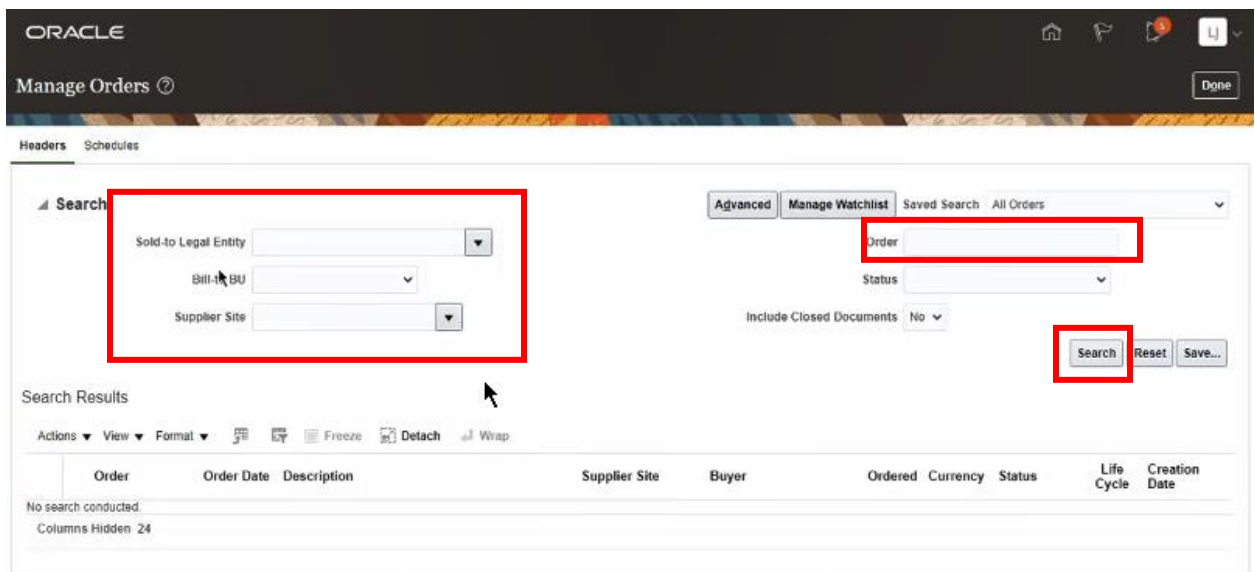 ORACLE
5
LJ
Manage Orders
Done
Headers Schedules
Search
Advanced Manage Watchlist Saved Search All Orders
Sold-to Legal Entity
Order
Bill-to BU
Status
Supplier Site
Include Closed Documents No
Search Reset Save...
Search Results
Actions View Format Freeze Detach Wrap
Order Order Date Description Supplier Site Buyer Ordered Currency Status Life Cycle Creation Date
No search conducted.
Columns Hidden 24